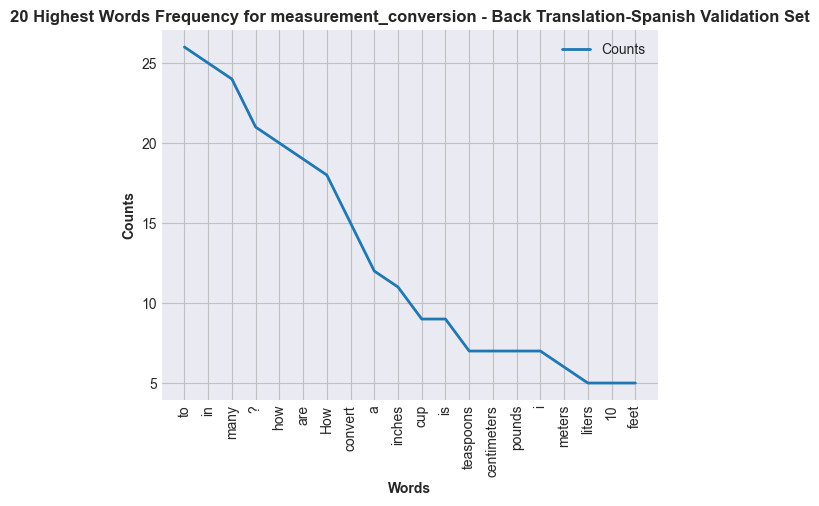 20 Highest Words Frequency for measurement_conversion - Back Translation-Spanish Validation Set
Counts
25
20
15
10
5
Counts
to
in
many
?
how
are
How
convert
a
inches
cup
is
teaspoons
centimeters
pounds
i
meters
liters
10
feet
Words